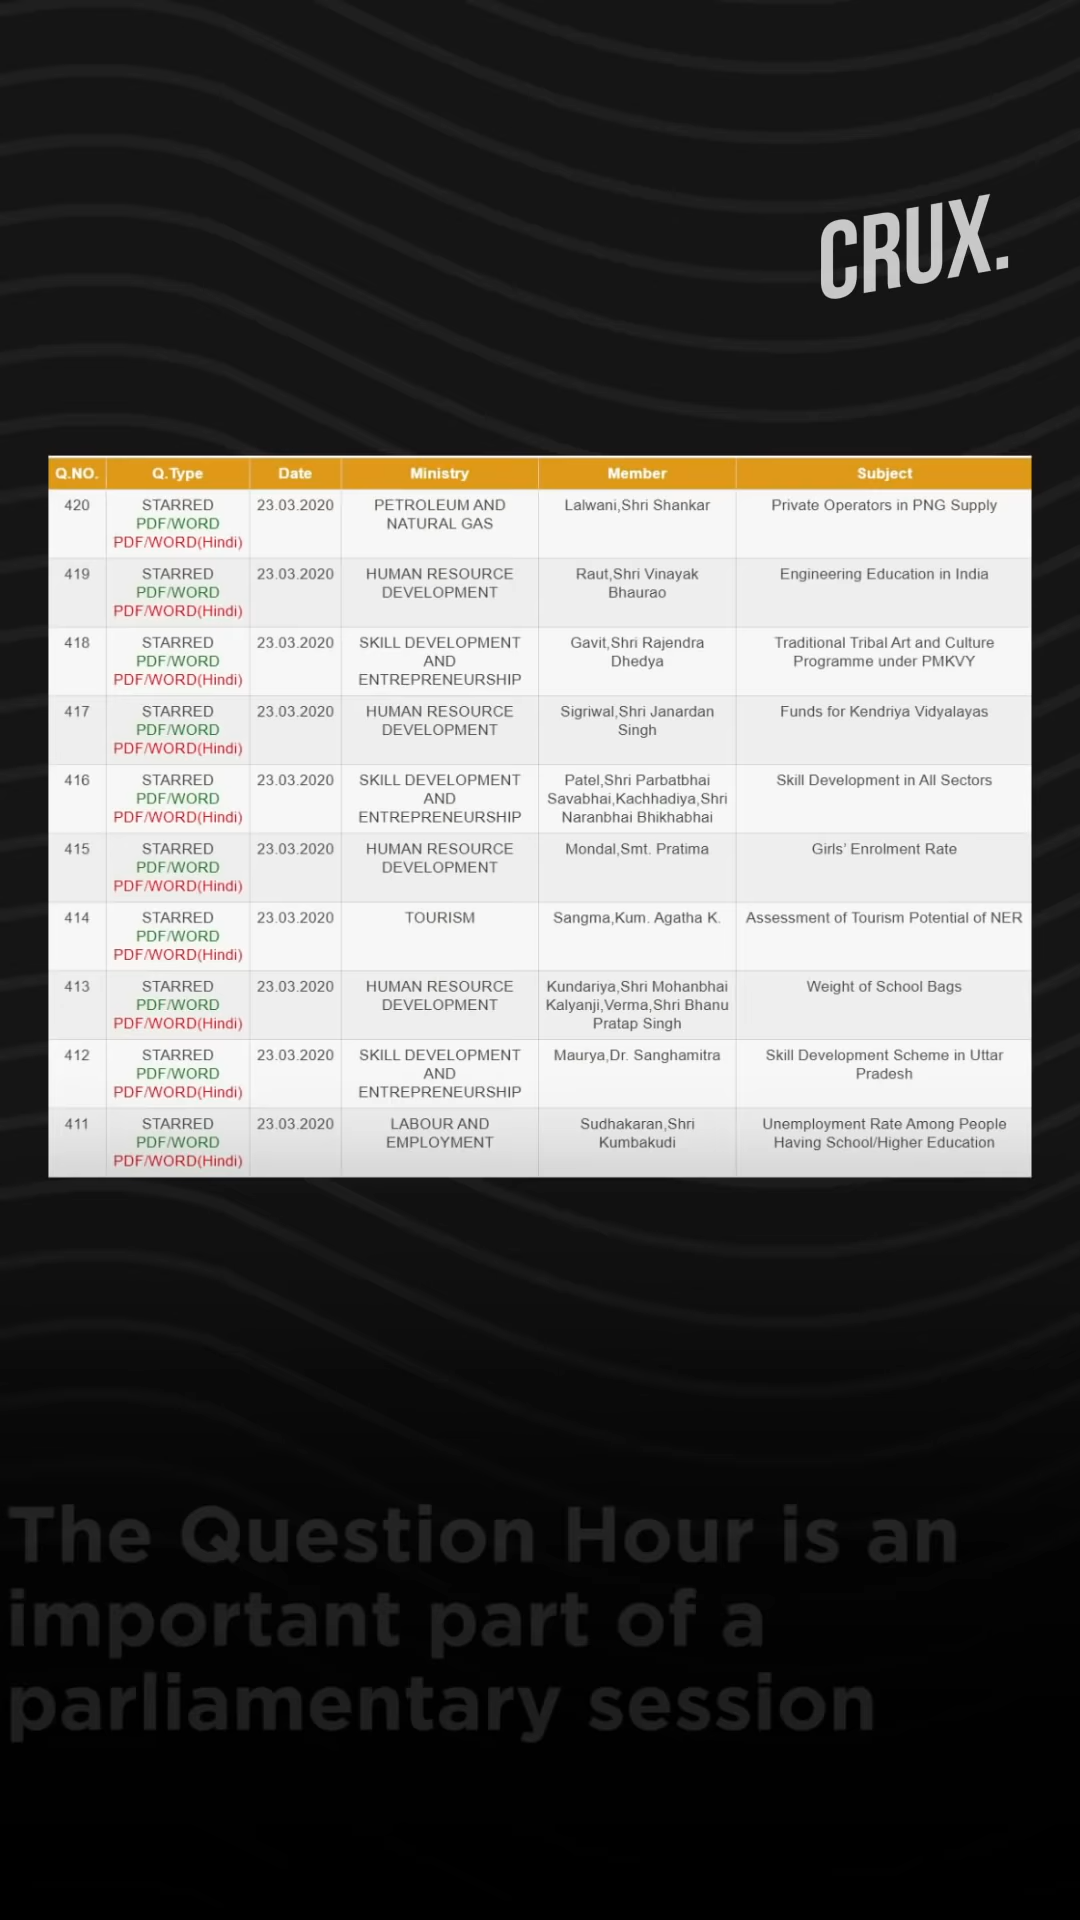 CRUX.
Q.NO. Q.Type Date Ministry Member Subject
420 STARRED 23.03.2020 PETROLEUM AND Lalwani,Shri Shankar Private Operators in PNG Supply
PDF/WORD NATURAL GAS
PDF/WORD(Hindi)
419 STARRED 23.03.2020 HUMAN RESOURCE Raut,Shri Vinayak Engineering Education in India
PDF/WORD DEVELOPMENT Bhaurao
PDF/WORD(Hindi)
418 STARRED 23.03.2020 SKILL DEVELOPMENT Gavit,Shri Rajendra Traditional Tribal Art and Culture
PDF/WORD AND Dhedya Programme under PMKVY
PDF/WORD(Hindi) ENTREPRENEURSHIP
417 STARRED 23.03.2020 HUMAN RESOURCE Sigriwal,Shri Janardan Funds for Kendriya Vidyalayas
PDF/WORD DEVELOPMENT Singh
PDF/WORD(Hindi)
416 STARRED 23.03.2020 SKILL DEVELOPMENT Patel,Shri Parbatbhai Skill Development in All Sectors
PDF/WORD AND Savabhai,Kachhadiya,Shri
PDF/WORD(Hindi) ENTREPRENEURSHIP Naranbhai Bhikhabhai
415 STARRED 23.03.2020 HUMAN RESOURCE Mondal,Smt. Pratima Girls’ Enrolment Rate
PDF/WORD DEVELOPMENT
PDF/WORD(Hindi)
414 STARRED 23.03.2020 TOURISM Sangma,Kum. Agatha K. Assessment of Tourism Potential of NER
PDF/WORD
PDF/WORD(Hindi)
413 STARRED 23.03.2020 HUMAN RESOURCE Kundariya,Shri Mohanbhai Weight of School Bags
PDF/WORD DEVELOPMENT Kalyanji,Verma,Shri Bhanu
PDF/WORD(Hindi) Pratap Singh
412 STARRED 23.03.2020 SKILL DEVELOPMENT Maurya,Dr. Sanghamitra Skill Development Scheme in Uttar
PDF/WORD AND Pradesh
PDF/WORD(Hindi) ENTREPRENEURSHIP
411 STARRED 23.03.2020 LABOUR AND Sudhakaran,Shri Unemployment Rate Among People
PDF/WORD EMPLOYMENT Kumbakudi Having School/Higher Education
PDF/WORD(Hindi)
The Question Hour is an
important part of a
parliamentary session